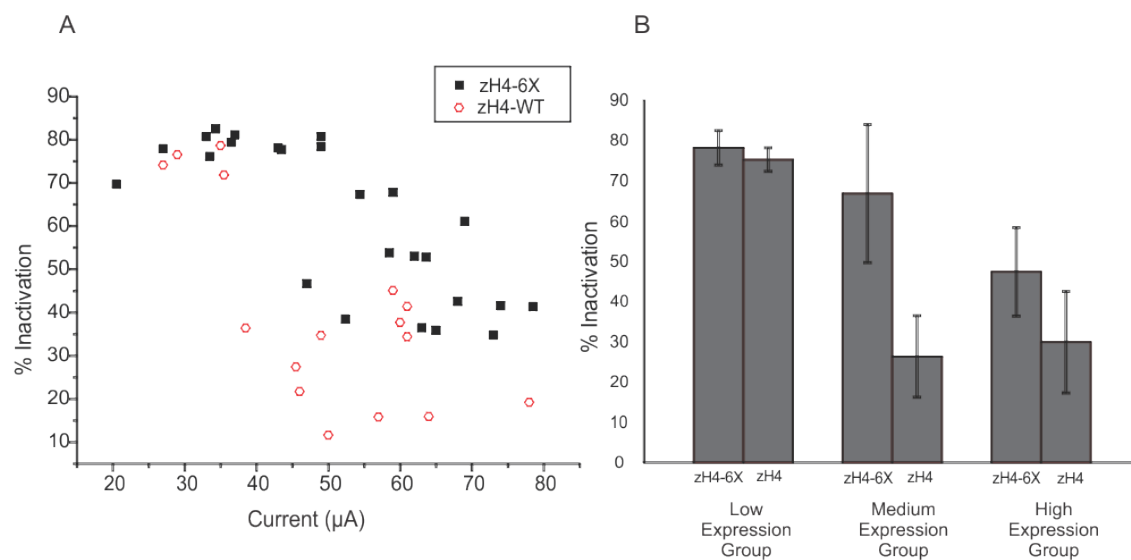 A
zH4-6X
zH4-WT
90
80
70
60
50
40
30
20
10
% Inactivation
20 30 40 50 60 70 80
Current (µA)
B
90
80
70
60
50
40
30
20
10
0
% Inactivation
zH4-6X zH4 zH4-6X zH4 zH4-6X zH4
Low Medium High
Expression Expression Expression
Group Group Group